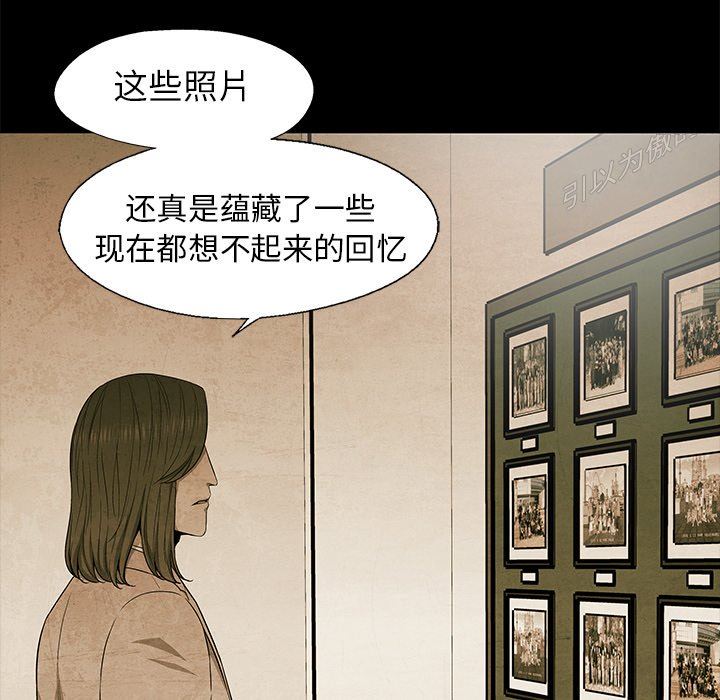 这些照片
还真是蕴藏了一些
现在都想不起来的回忆
引以为傲